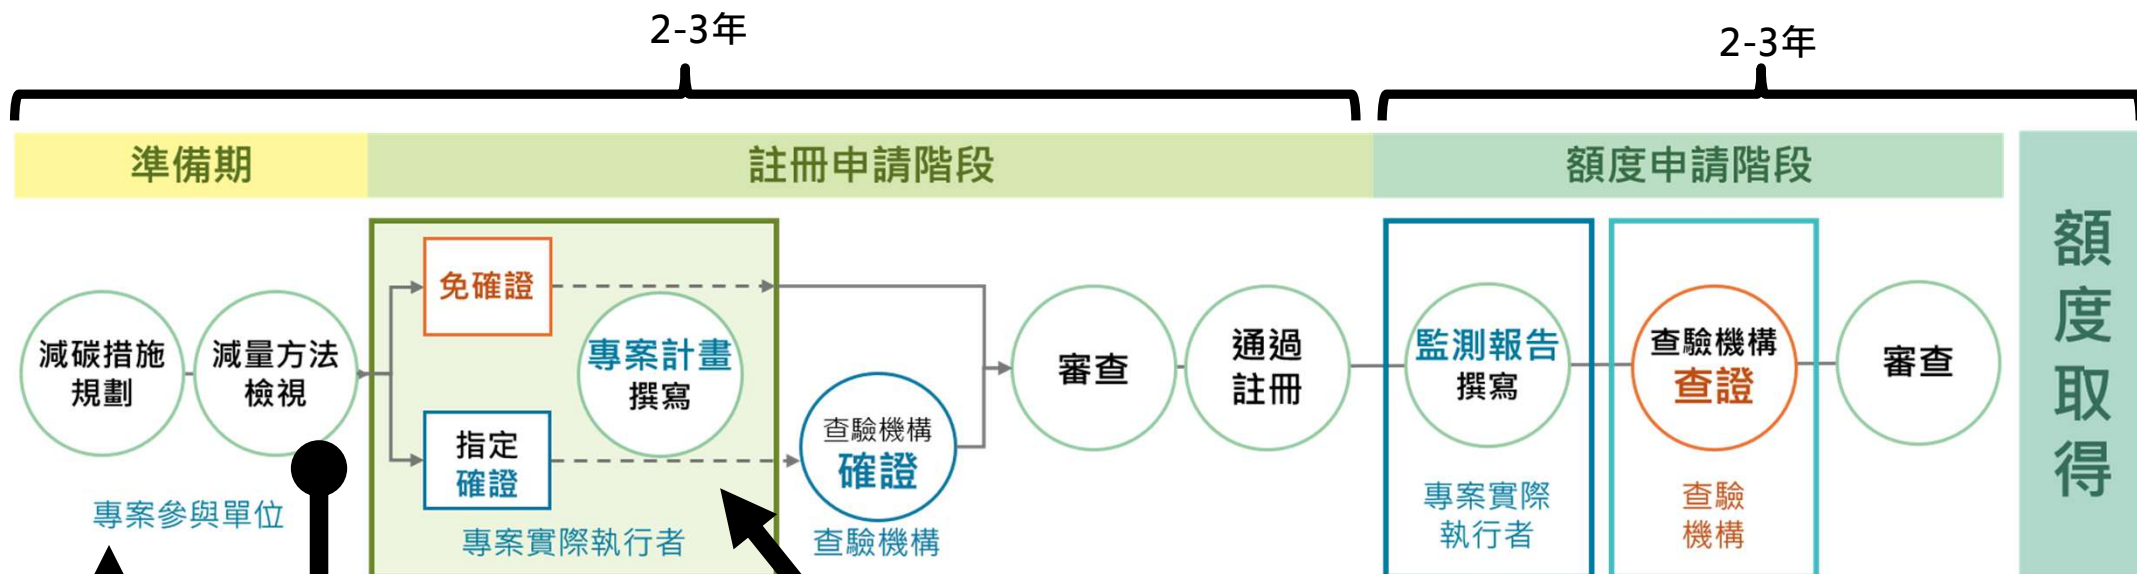 2-3年
2-3年
準備期
註冊申請階段
額度申請階段
額度取得
減碳措施
規劃
減量方法
檢視
免確證
指定
確證
專案計畫
撰寫
查驗機構
確證
審查
通過
註冊
監測報告
撰寫
查驗機構
查證
審查
專案參與單位
專案實際執行者
查驗機構
專案實際
執行者
查驗
機構